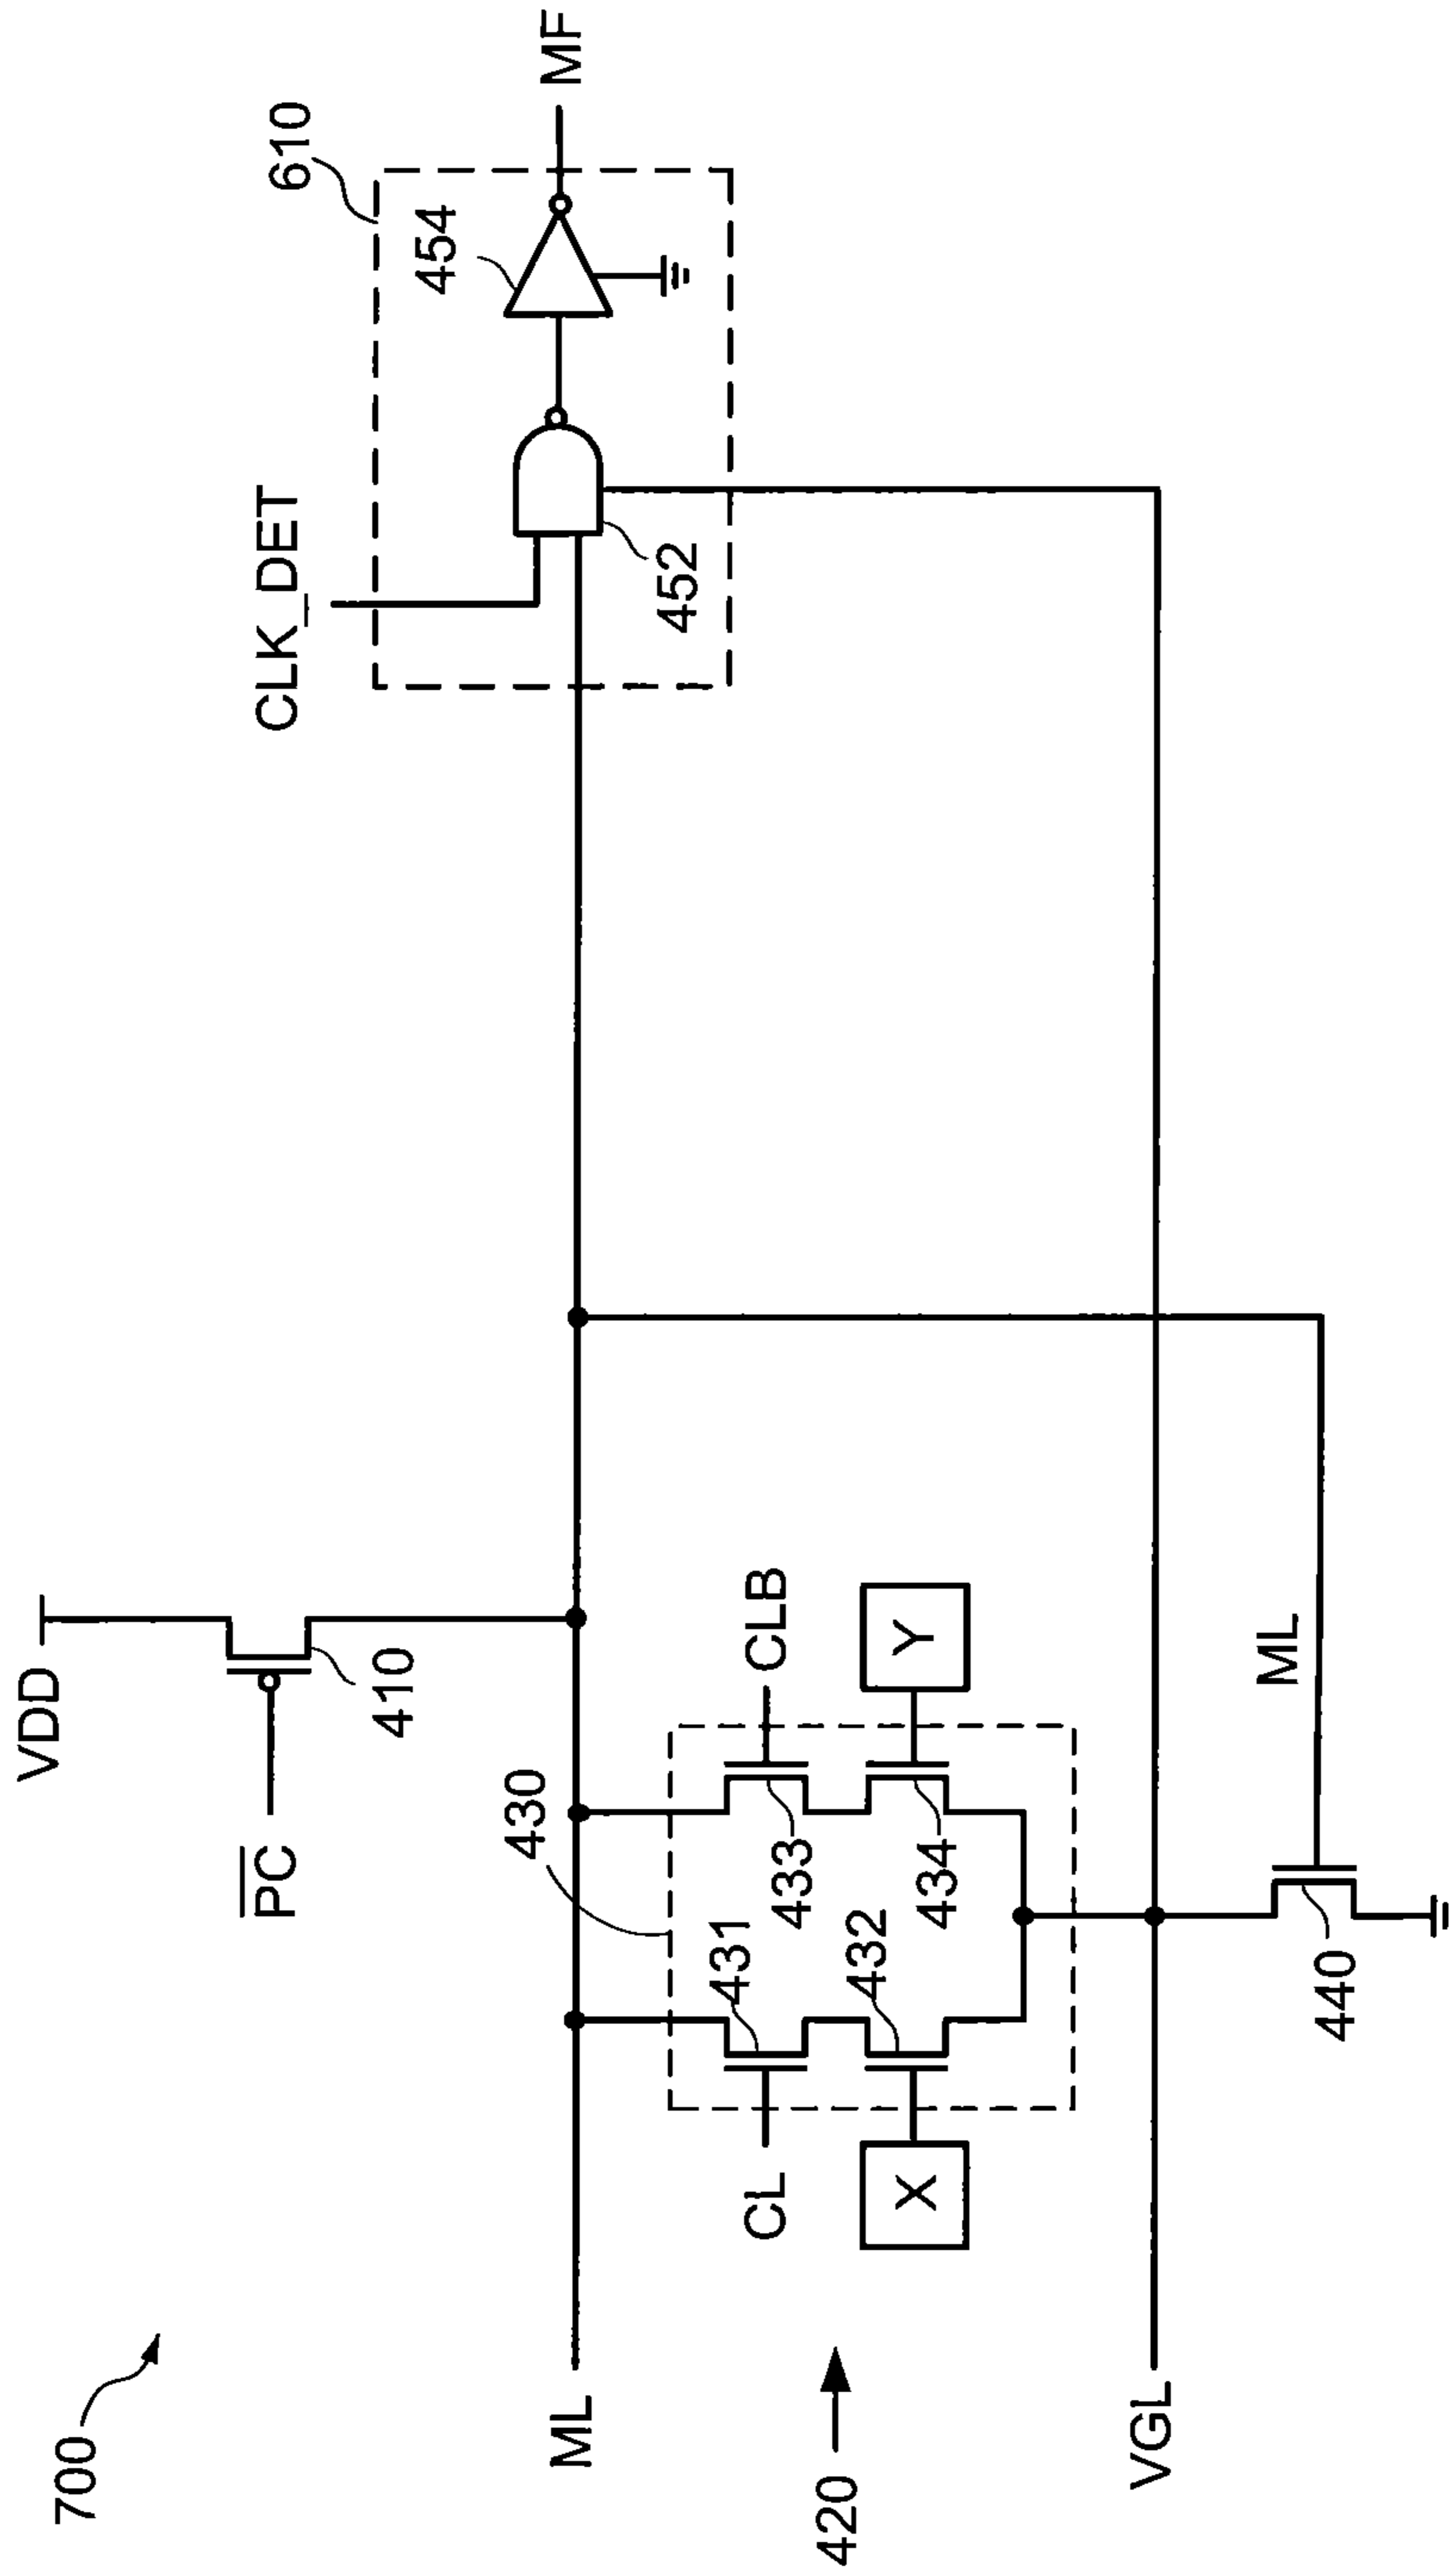 700
VDD
PC
410
CLK_DET
610
454
MF
452
ML
430
431
433
CLB
CL
432
434
X
Y
420
VGL
ML
440